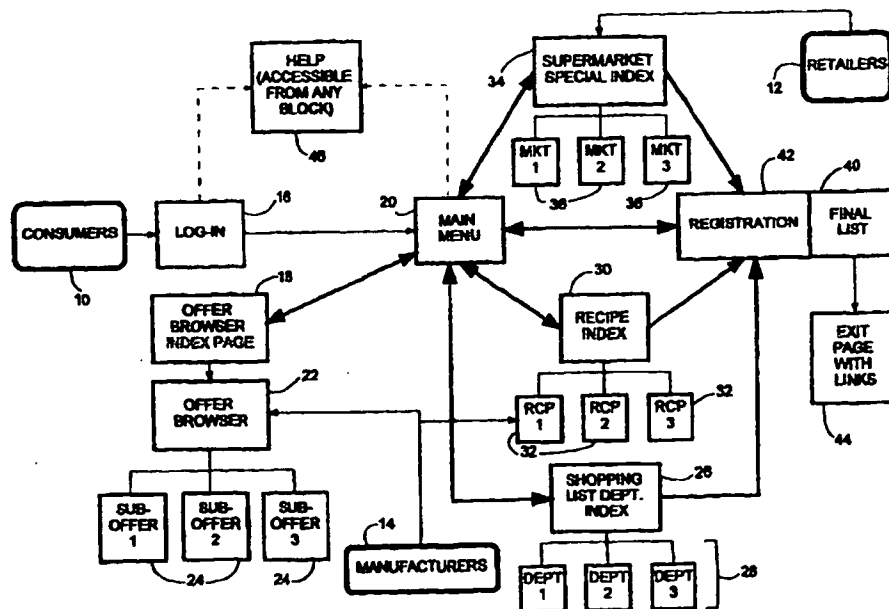 HELP
(ACCESSIBLE
FROM ANY
BLOCK)
46
34
SUPERMARKET
SPECIAL INDEX
RETAILERS
12
MKT
1
MKT
2
MKT
3
36
36
42
40
CONSUMERS
10
16
LOG-IN
20
MAIN
MENU
REGISTRATION
FINAL
LIST
18
OFFER
BROWSER
INDEX PAGE
30
RECIPE
INDEX
EXIT
PAGE
WITH
LINKS
44
22
OFFER
BROWSER
RCP
1
RCP
2
RCP
3
32
32
26
SHOPPING
LIST DEPT.
INDEX
SUB-
OFFER
1
SUB-
OFFER
2
SUB-
OFFER
3
24
24
14
MANUFACTURERS
DEPT
1
DEPT
2
DEPT
3
28